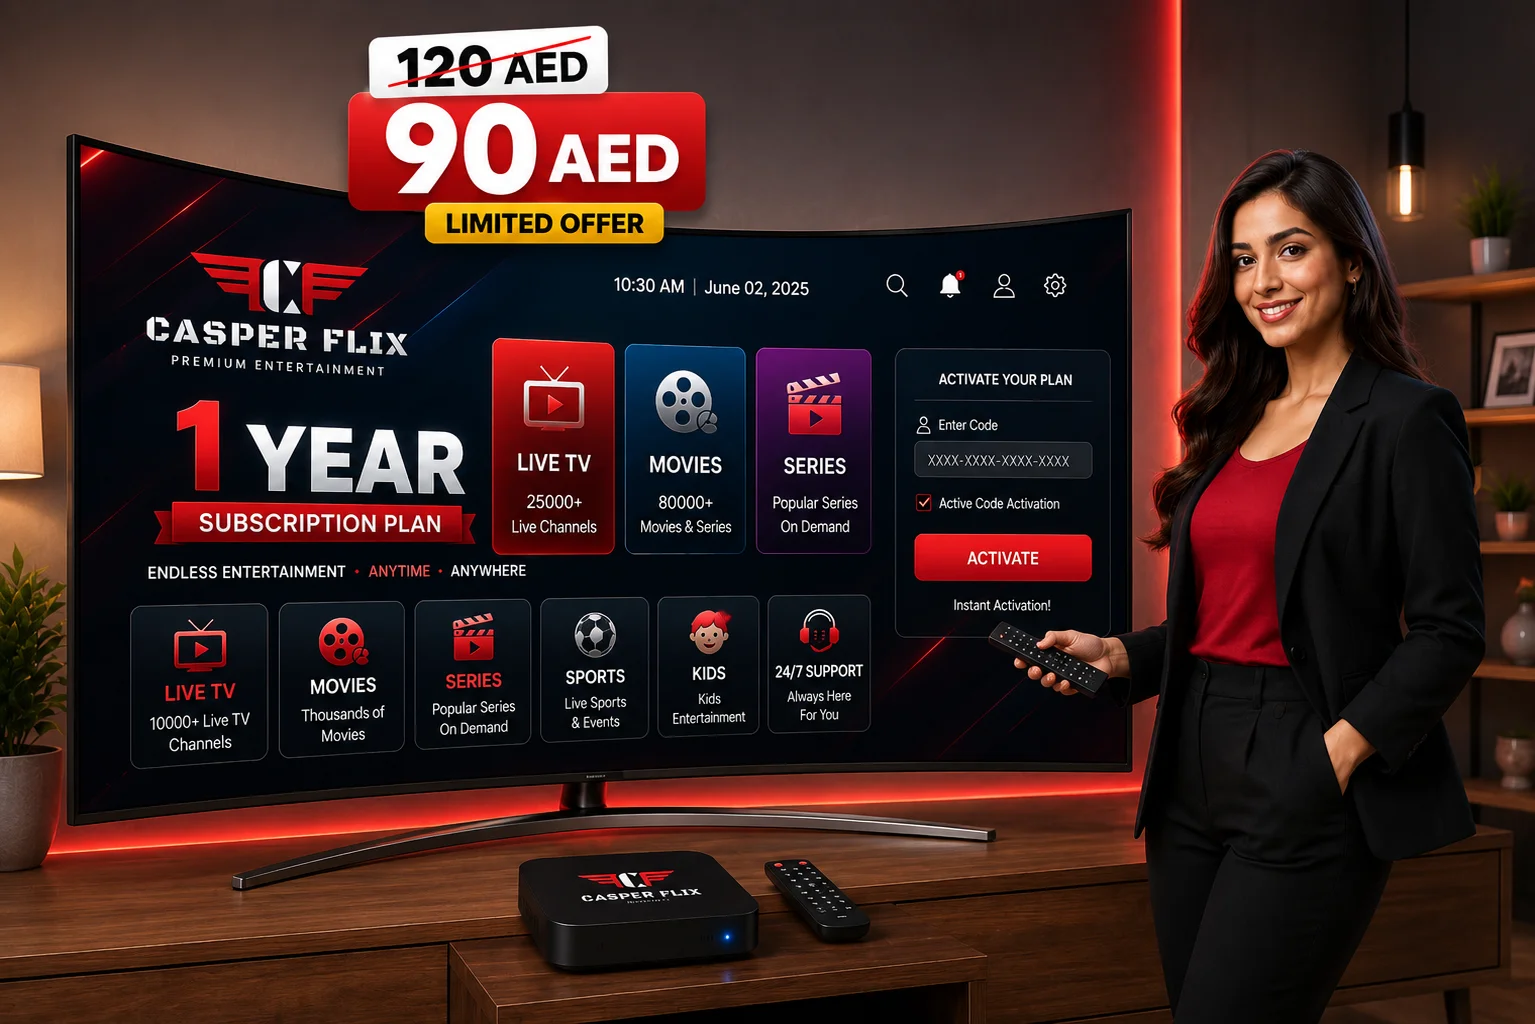 120 AED
90 AED
LIMITED OFFER
CASPER FLIX
PREMIUM ENTERTAINMENT
1 YEAR
SUBSCRIPTION PLAN
ENDLESS ENTERTAINMENT • ANYTIME • ANYWHERE
10:30 AM | June 02, 2025
1
LIVE TV
25000+
Live Channels
MOVIES
80000+
Movies & Series
SERIES
Popular Series
On Demand
ACTIVATE YOUR PLAN
Enter Code
XXXX-XXXX-XXXX-XXXX
Active Code Activation
ACTIVATE
Instant Activation!
LIVE TV
10000+ Live TV
Channels
MOVIES
Thousands of
Movies
SERIES
Popular Series
On Demand
SPORTS
Live Sports
& Events
KIDS
Kids
Entertainment
24/7 SUPPORT
Always Here
For You
CASPER FLIX